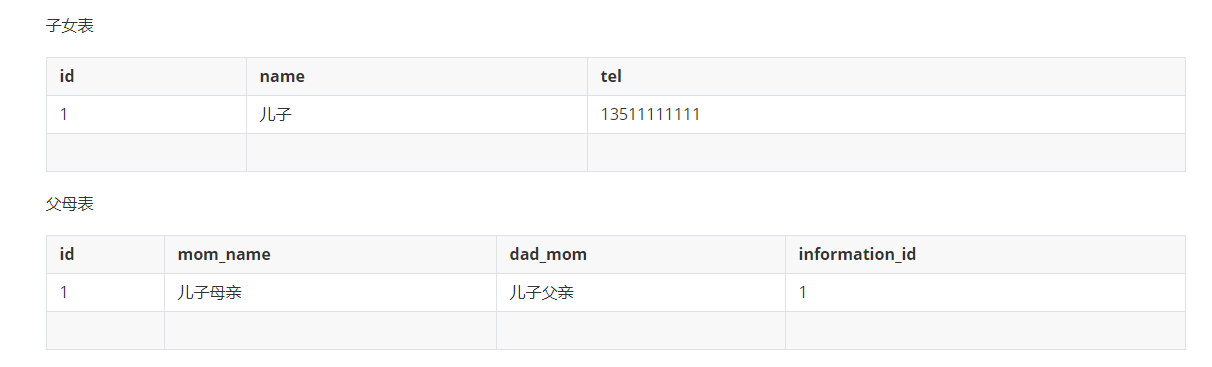 子女表
id name tel
1 儿子 13511111111
父母表
id mom_name dad_mom information_id
1 儿子母亲 儿子父亲 1